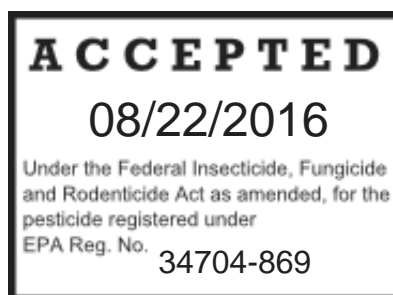 ACCEPTED
08/22/2016
Under the Federal Insecticide, Fungicide
and Rodenticide Act as amended, for the
pesticide registered under
EPA Reg. No. 34704-869